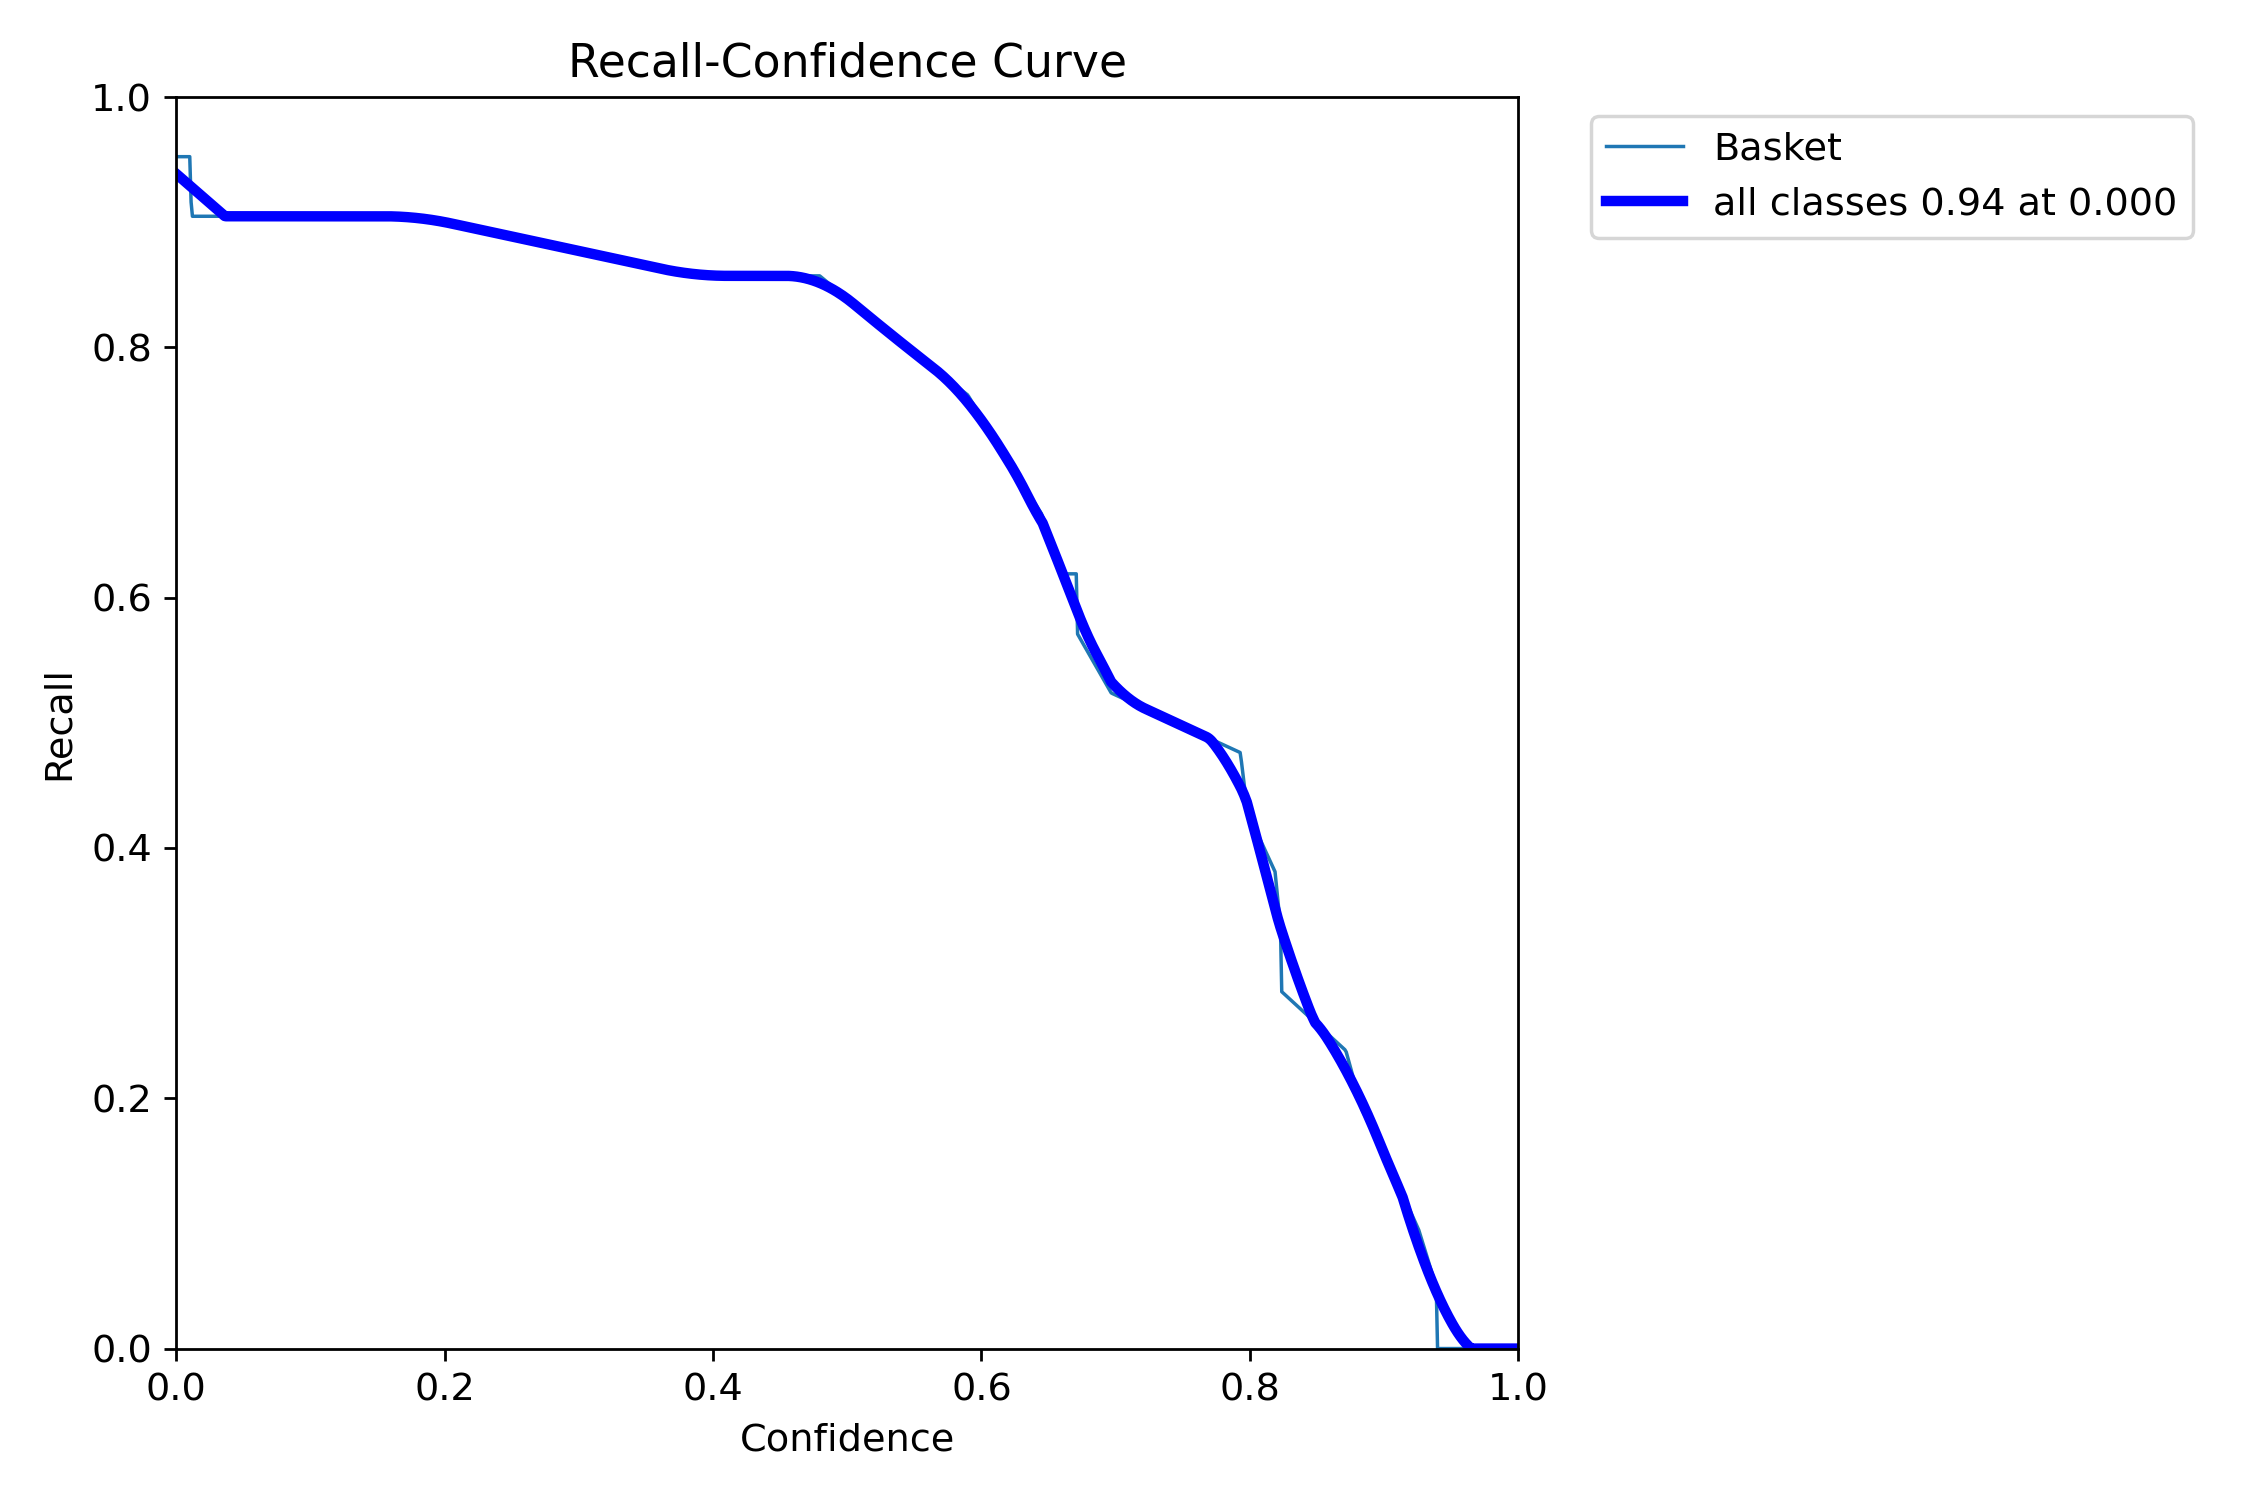 Recall-Confidence Curve
1.0
0.8
0.6
0.4
0.2
0.0
Recall
0.0 0.2 0.4 0.6 0.8 1.0
Confidence
Basket
all classes 0.94 at 0.000